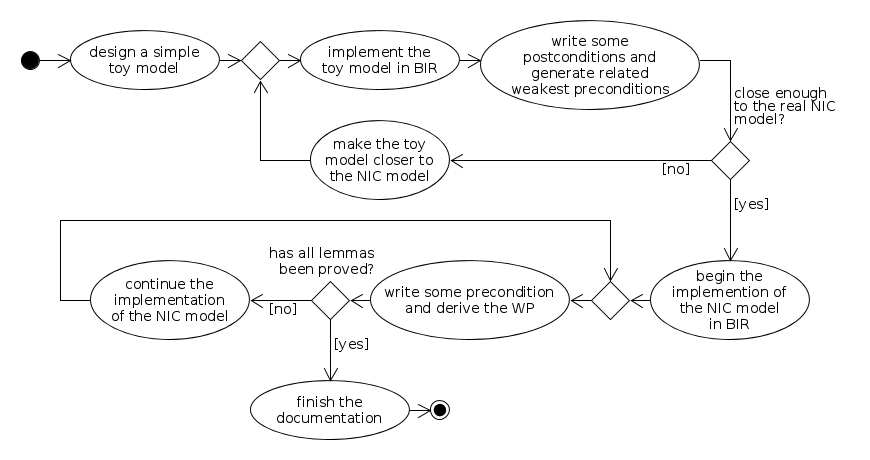 design a simple
toy model
implement the
toy model in BIR
write some
postconditions and
generate related
weakest preconditions
close enough
to the real NIC
model?
make the toy
model closer to
the NIC model
[no]
[yes]
begin the
implemention of
the NIC model
in BIR
write some precondition
and derive the WP
has all lemmas
been proved?
[no]
continue the
implementation
of the NIC model
[yes]
finish the
documentation